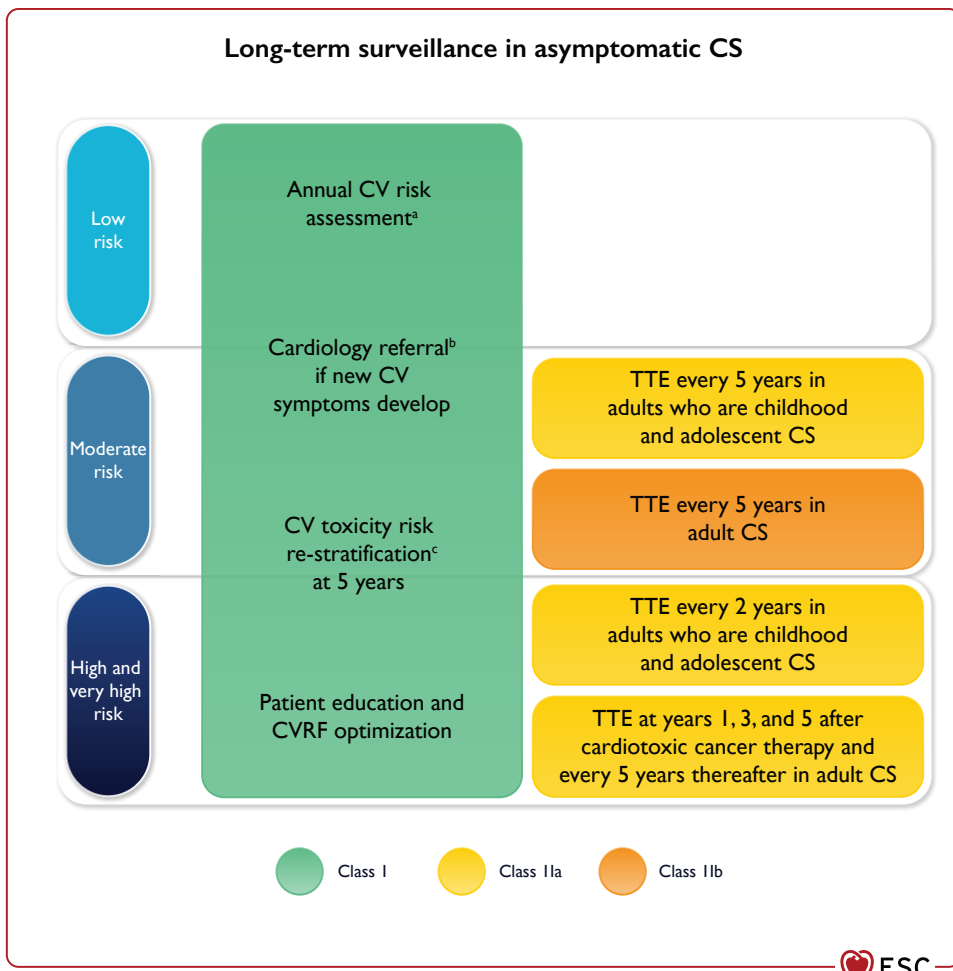 Long-term surveillance in asymptomatic CS
Low
risk
Annual CV risk
assessmentᵃ
Cardiology referralᵇ
if new CV
symptoms develop
Moderate
risk
TTE every 5 years in
adults who are childhood
and adolescent CS
TTE every 5 years in
adult CS
CV toxicity risk
re-stratificationᶜ
at 5 years
High and
very high
risk
Patient education and
CVRF optimization
TTE every 2 years in
adults who are childhood
and adolescent CS
TTE at years 1, 3, and 5 after
cardiotoxic cancer therapy and
every 5 years thereafter in adult CS
Class I
Class IIa
Class IIb
ESC